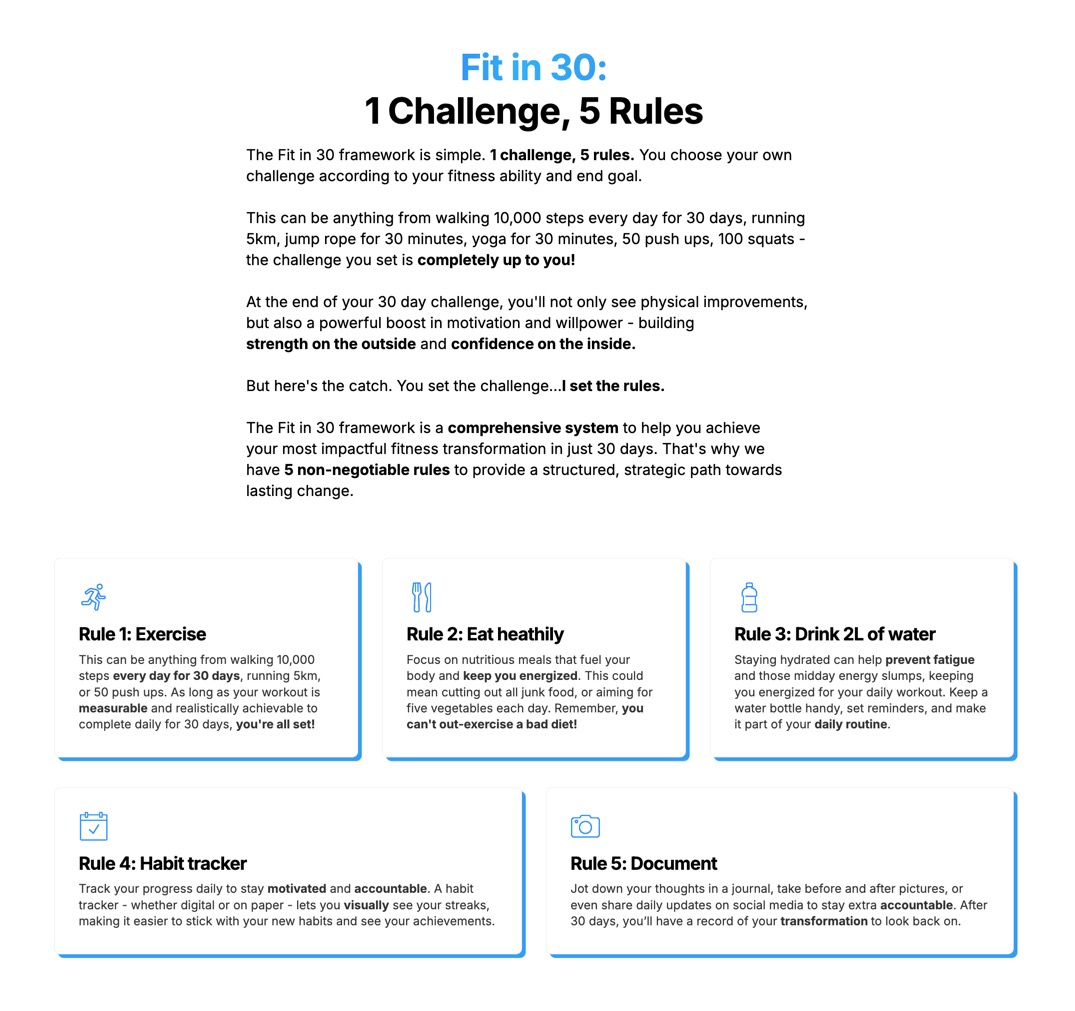 Fit in 30:
1 Challenge, 5 Rules
The Fit in 30 framework is simple. 1 challenge, 5 rules. You choose your own
challenge according to your fitness ability and end goal.
This can be anything from walking 10,000 steps every day for 30 days, running
5km, jump rope for 30 minutes, yoga for 30 minutes, 50 push ups, 100 squats -
the challenge you set is completely up to you!
At the end of your 30 day challenge, you'll not only see physical improvements,
but also a powerful boost in motivation and willpower - building
strength on the outside and confidence on the inside.
But here's the catch. You set the challenge...I set the rules.
The Fit in 30 framework is a comprehensive system to help you achieve
your most impactful fitness transformation in just 30 days. That's why we
have 5 non-negotiable rules to provide a structured, strategic path towards
lasting change.
Rule 1: Exercise
This can be anything from walking 10,000
steps every day for 30 days, running 5km,
or 50 push ups. As long as your workout is
measurable and realistically achievable to
complete daily for 30 days, you're all set!
Rule 2: Eat heathily
Focus on nutritious meals that fuel your
body and keep you energized. This could
mean cutting out all junk food, or aiming for
five vegetables each day. Remember, you
can't out-exercise a bad diet!
Rule 3: Drink 2L of water
Staying hydrated can help prevent fatigue
and those midday energy slumps, keeping
you energized for your daily workout. Keep a
water bottle handy, set reminders, and make
it part of your daily routine.
Rule 4: Habit tracker
Track your progress daily to stay motivated and accountable. A habit
tracker - whether digital or on paper - lets you visually see your streaks,
making it easier to stick with your new habits and see your achievements.
Rule 5: Document
Jot down your thoughts in a journal, take before and after pictures, or
even share daily updates on social media to stay extra accountable. After
30 days, you’ll have a record of your transformation to look back on.